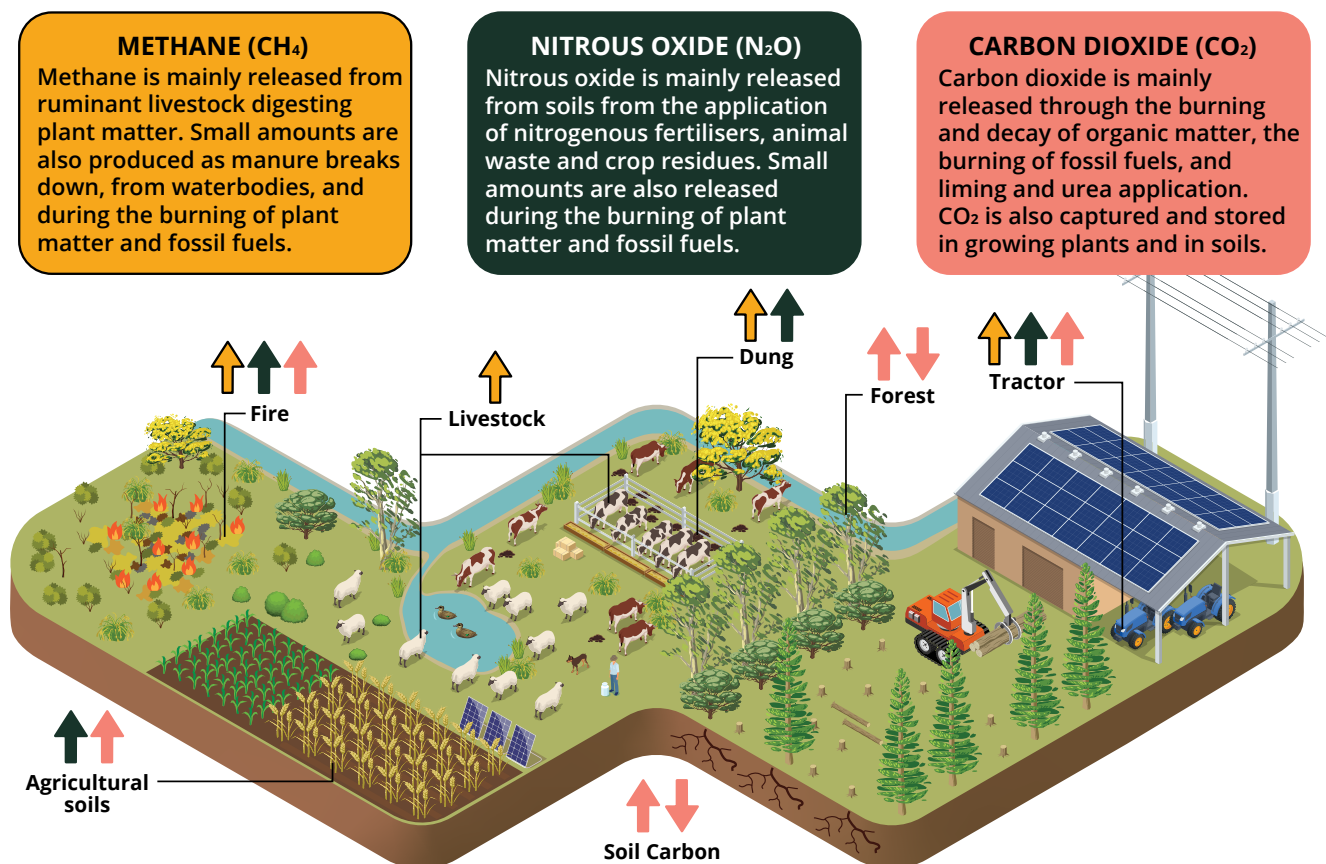 METHANE (CH₄)
Methane is mainly released from
ruminant livestock digesting
plant matter. Small amounts are
also produced as manure breaks
down, from waterbodies, and
during the burning of plant
matter and fossil fuels.
NITROUS OXIDE (N₂O)
Nitrous oxide is mainly released
from soils from the application
of nitrogenous fertilisers, animal
waste and crop residues. Small
amounts are also released
during the burning of plant
matter and fossil fuels.
CARBON DIOXIDE (CO₂)
Carbon dioxide is mainly
released through the burning
and decay of organic matter, the
burning of fossil fuels, and
liming and urea application.
CO₂ is also captured and stored
in growing plants and in soils.
Fire
Livestock
Dung
Forest
Tractor
Agricultural
soils
Soil Carbon